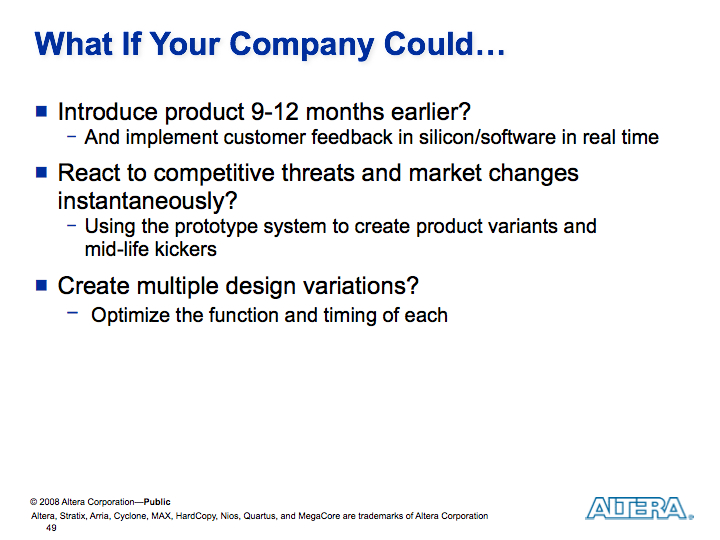 What If Your Company Could…
■ Introduce product 9-12 months earlier?
– And implement customer feedback in silicon/software in real time
■ React to competitive threats and market changes
instantaneously?
– Using the prototype system to create product variants and
mid-life kickers
■ Create multiple design variations?
– Optimize the function and timing of each
© 2008 Altera Corporation—Public
Altera, Stratix, Arria, Cyclone, MAX, HardCopy, Nios, Quartus, and MegaCore are trademarks of Altera Corporation
49
ALTERA®